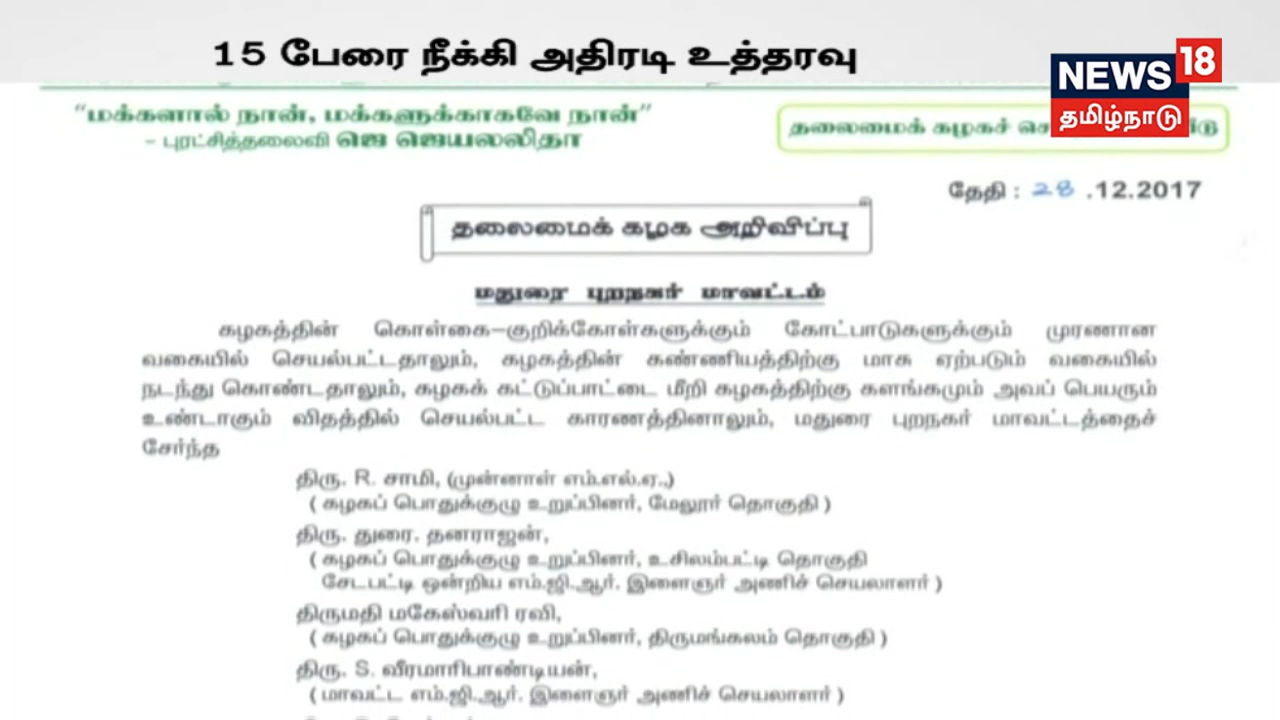 15 பேரை நீக்கி அதிரடி உத்தரவு
NEWS 18
தமிழ்நாடு
“மக்களால் நான், மக்களுக்காகவே நான்”
– புரட்சித்தலைவி ஜெ ஜெயலலிதா
தலைமைக் கழகச்
தேதி : 28 .12.2017
தலைமைக் கழக அறிவிப்பு
மதுரை புறநகர் மாவட்டம்
கழகத்தின் கொள்கை–குறிக்கோள்களுக்கும் கோட்பாடுகளுக்கும் முரணான
வகையில் செயல்பட்டதாலும், கழகத்தின் கண்ணியத்திற்கு மாசு ஏற்படும் வகையில்
நடந்து கொண்டதாலும், கழகக் கட்டுப்பாட்டை மீறி கழகத்திற்கு களங்கமும் அவப் பெயரும்
உண்டாகும் விதத்தில் செயல்பட்ட காரணத்தினாலும், மதுரை புறநகர் மாவட்டத்தைச்
சேர்ந்த
திரு. R. சாமி, (முன்னாள் எம்.எல்.ஏ.,)
( கழகப் பொதுக்குழு உறுப்பினர், மேலூர் தொகுதி )
திரு. துரை. தனராஜன்,
( கழகப் பொதுக்குழு உறுப்பினர், உசிலம்பட்டி தொகுதி
சேடபட்டி ஒன்றிய எம்.ஜி.ஆர். இளைஞர் அணிச் செயலாளர் )
திருமதி மகேஸ்வரி ரவி,
( கழகப் பொதுக்குழு உறுப்பினர், திருமங்கலம் தொகுதி )
திரு. S. வீரமாரிபாண்டியன்,
( மாவட்ட எம்.ஜி.ஆர். இளைஞர் அணிச் செயலாளர் )